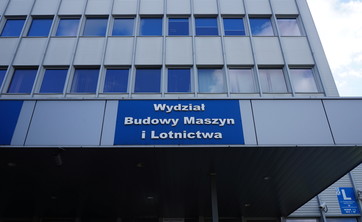 Wydział
Budowy Maszyn
i Lotnictwa
L